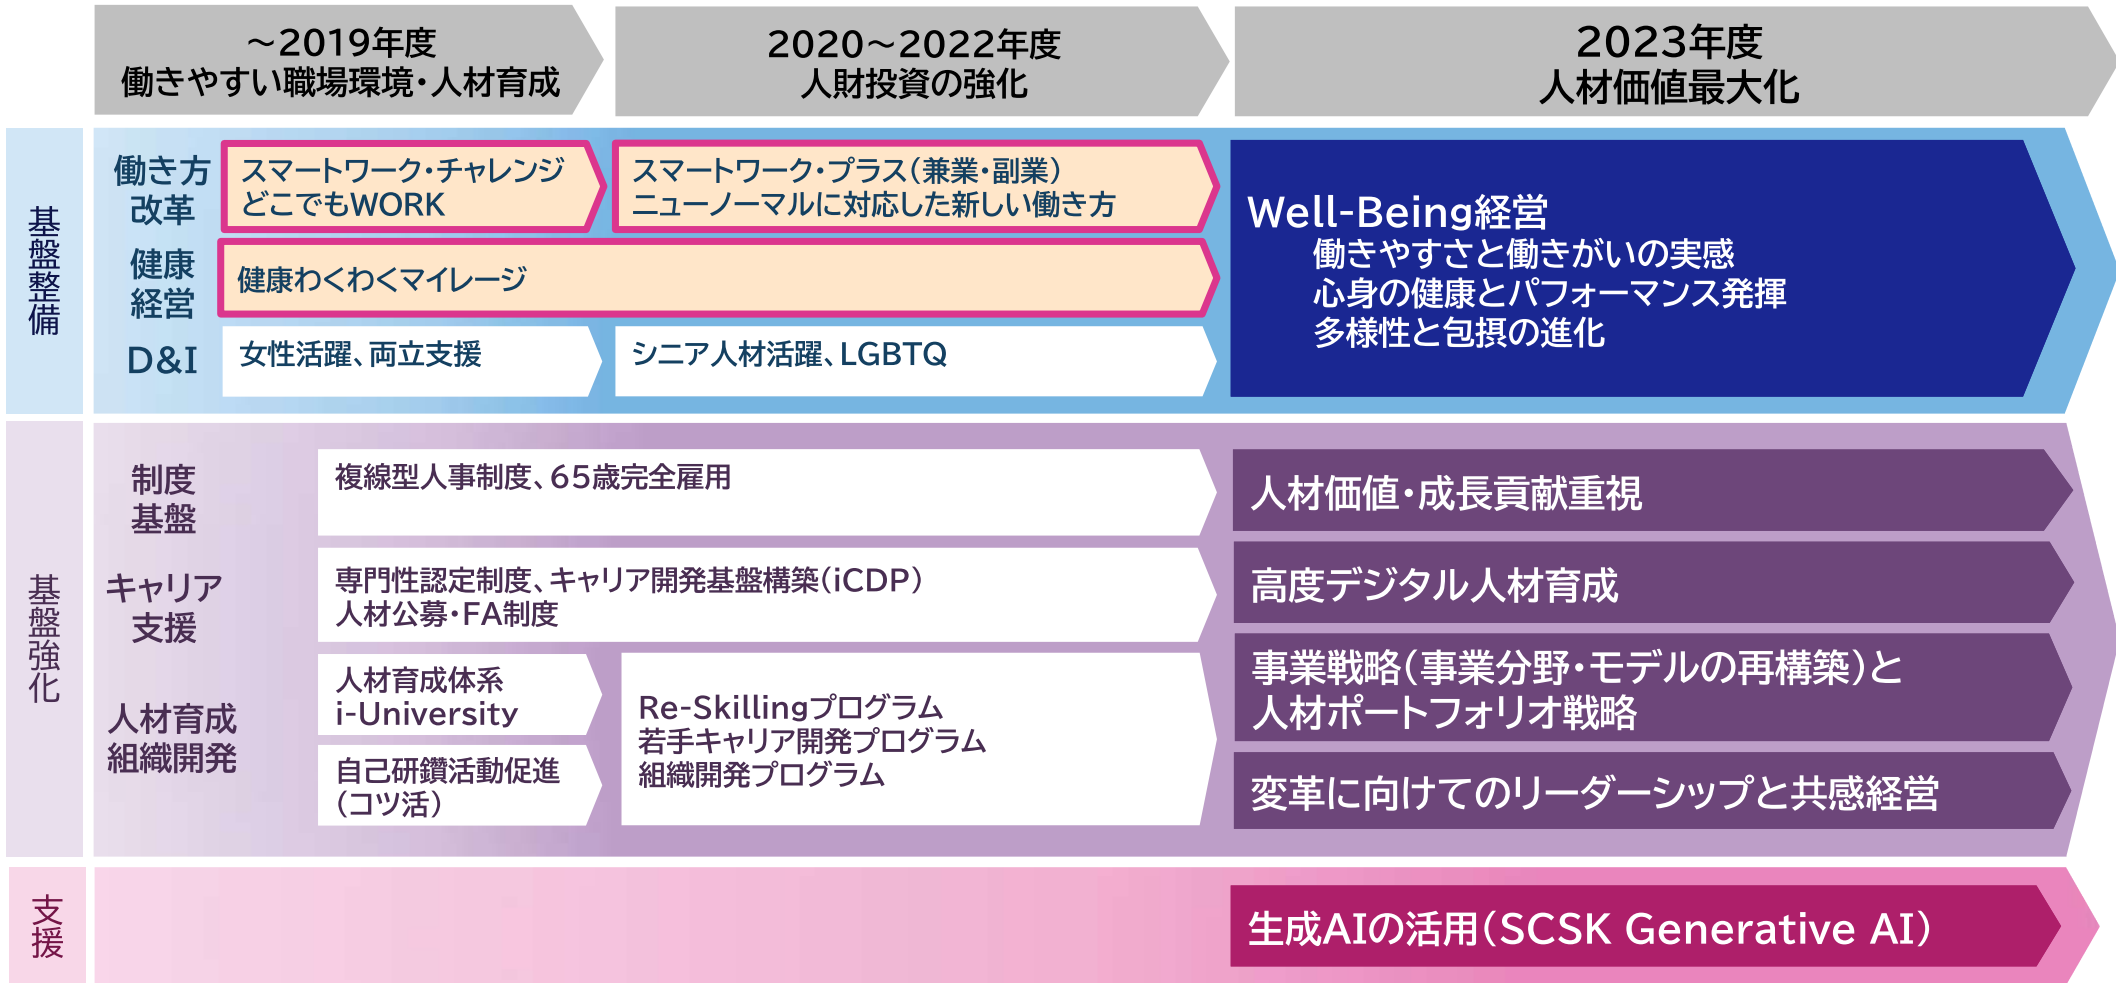 ~2019年度
働きやすい職場環境・人材育成
2020~2022年度
人財投資の強化
2023年度
人材価値最大化
基盤整備
働き方
改革
スマートワーク・チャレンジ
どこでもWORK
スマートワーク・プラス(兼業・副業)
ニューノーマルに対応した新しい働き方
健康
経営
健康わくわくマイレージ
D&I
女性活躍、両立支援
シニア人材活躍、LGBTQ
Well-Being経営
働きやすさと働きがいの実感
心身の健康とパフォーマンス発揮
多様性と包摂の進化
基盤強化
制度
基盤
複線型人事制度、65歳完全雇用
人材価値・成長貢献重視
キャリア
支援
専門性認定制度、キャリア開発基盤構築(iCDP)
人材公募・FA制度
高度デジタル人材育成
人材育成
組織開発
人材育成体系
i-University
自己研鑽活動促進
(コツ活)
Re-Skillingプログラム
若手キャリア開発プログラム
組織開発プログラム
事業戦略(事業分野・モデルの再構築)と
人材ポートフォリオ戦略
変革に向けてのリーダーシップと共感経営
支援
生成AIの活用(SCSK Generative AI)